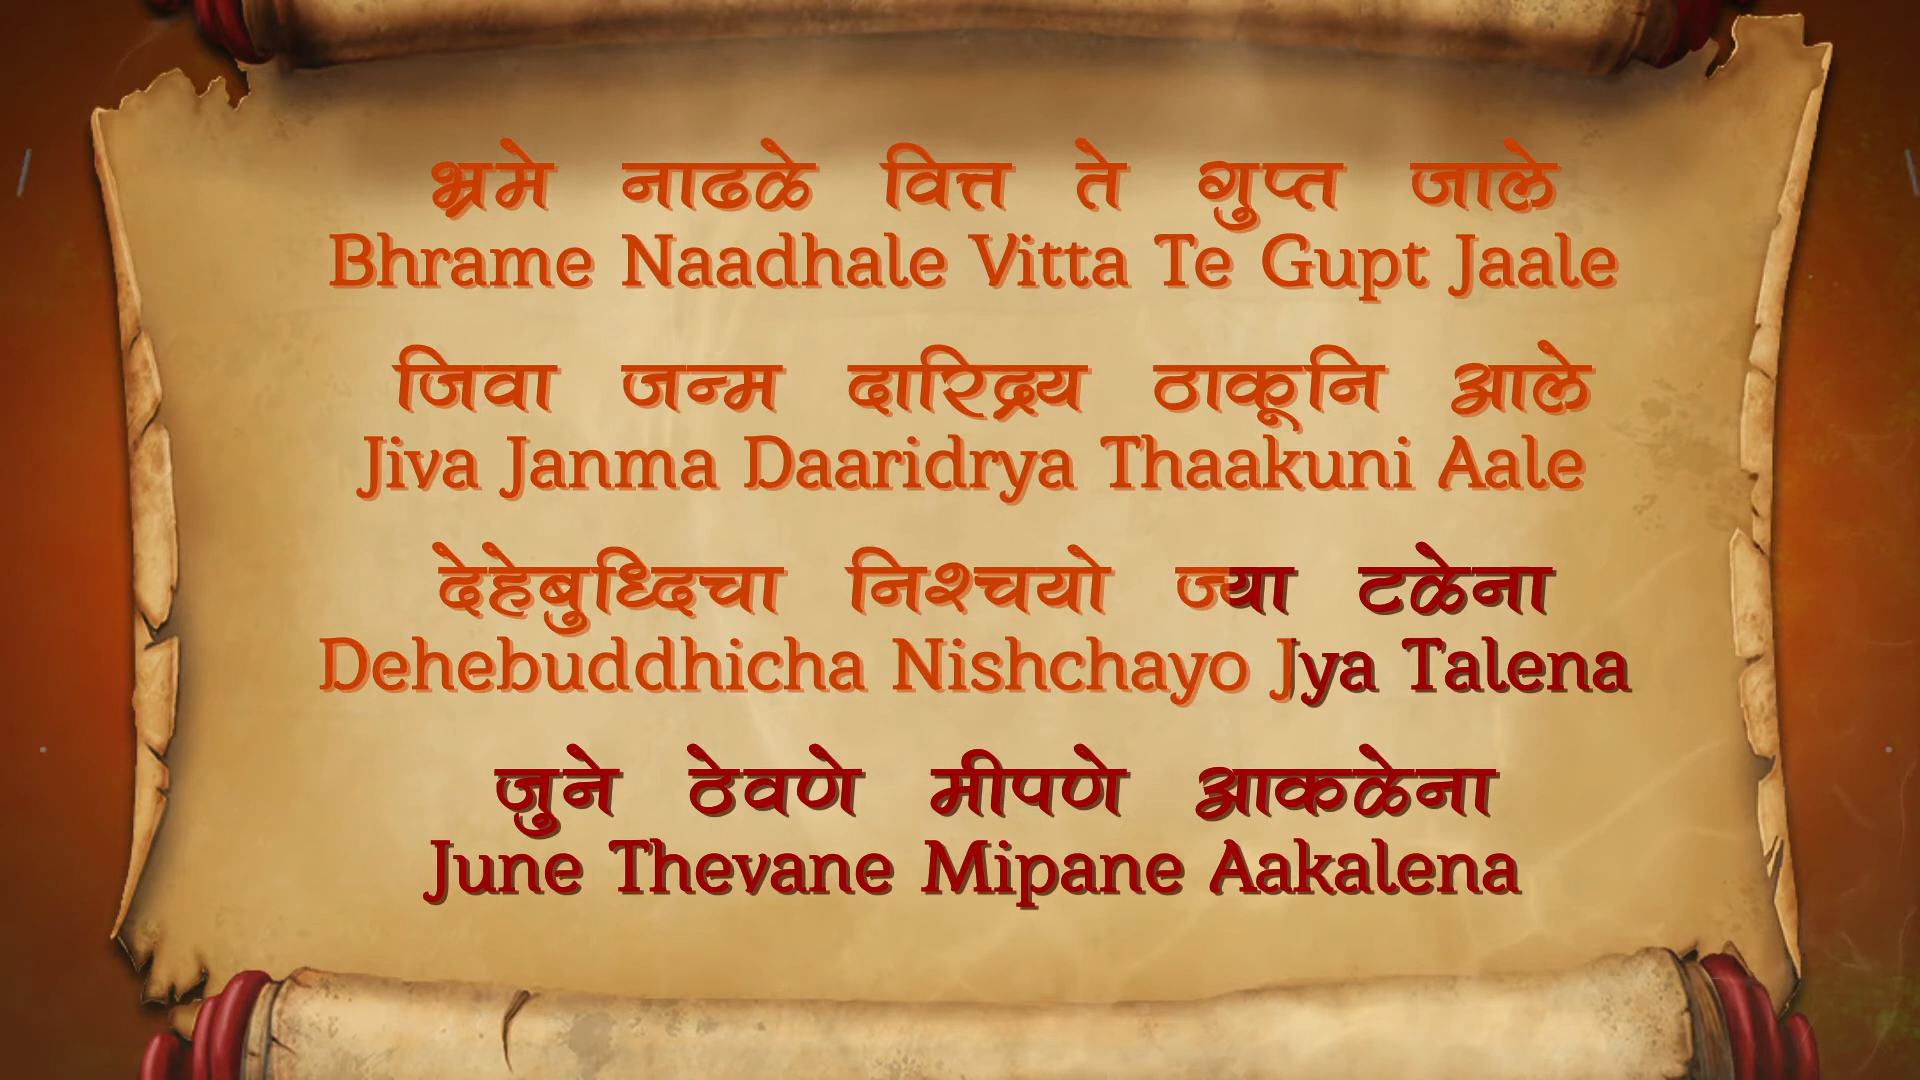 भ्रमे नाढळे वित्त ते गुप्त जाले
Bhrame Naadhale Vitta Te Gupt Jaale
जिवा जन्म दारिद्र्य ठाकूनि आले
Jiva Janma Daaridrya Thaakuni Aale
देहेबुध्दिचा निश्चयो ज्या टळेना
Dehebuddhicha Nishchayo Jya Talena
जुने ठेवणे मीपणे आकळेना
June Thevane Mipane Aakalena